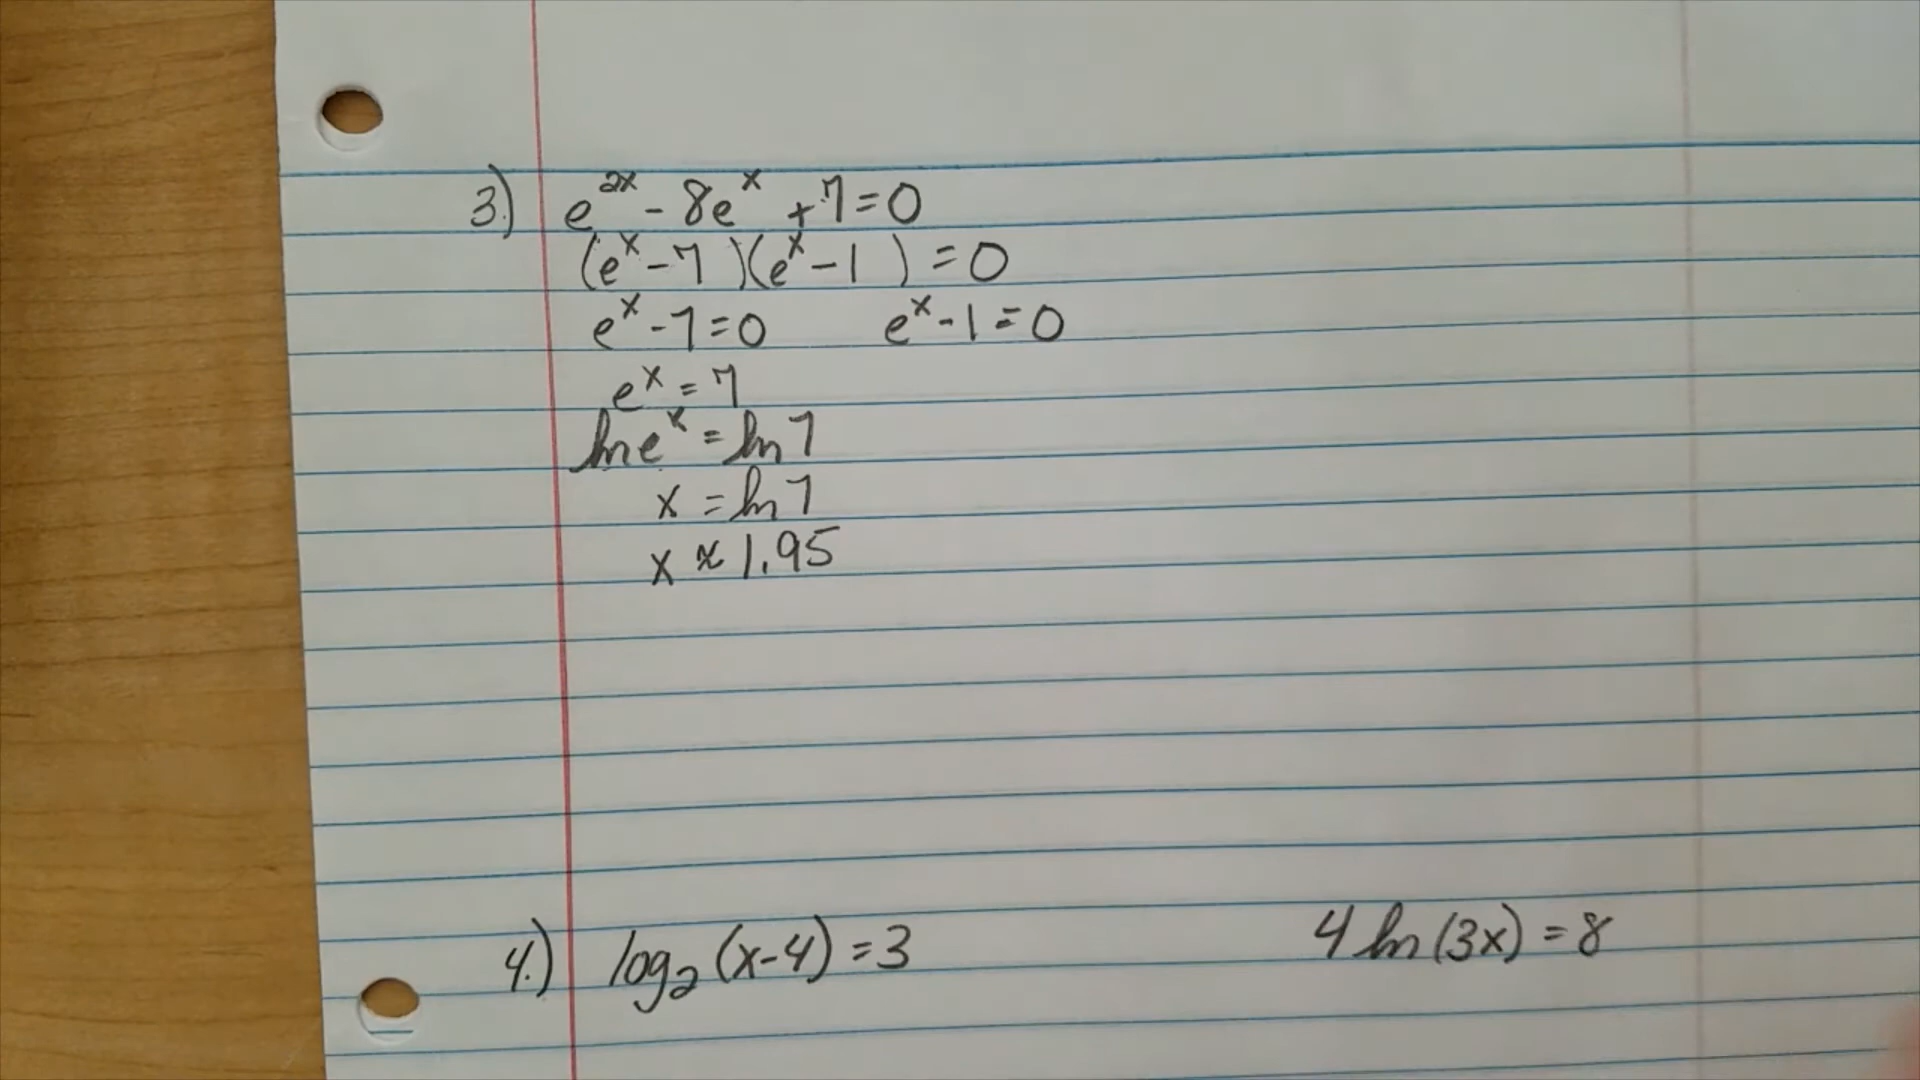 3.) e^{2x} - 8e^x + 7 = 0
(e^x - 7)(e^x - 1) = 0
e^x - 7 = 0 e^x - 1 = 0
e^x = 7
ln e^x = ln 7
x = ln 7
x ≈ 1.95
4.) log_2 (x-4) = 3 4 ln (3x) = 8